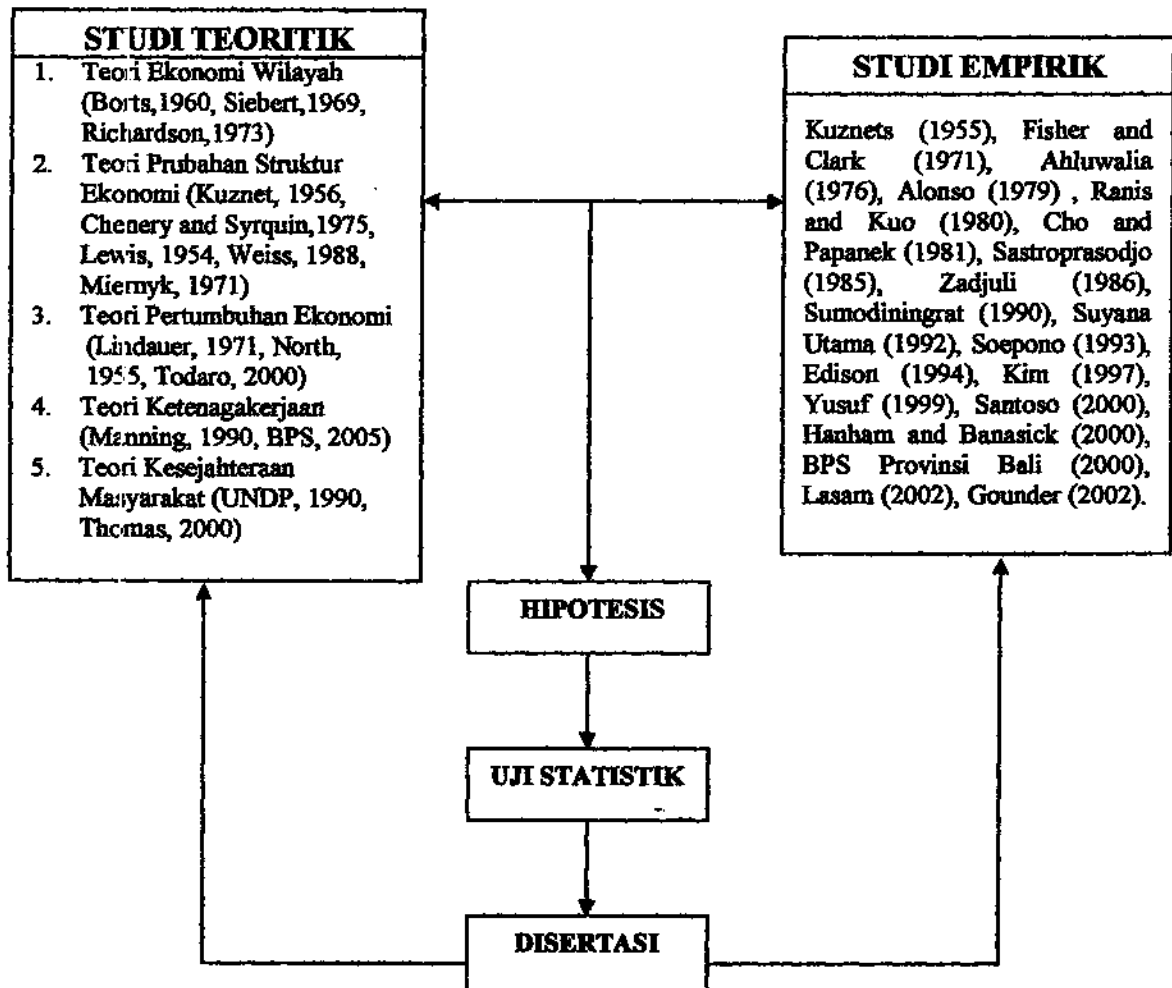 STUDI TEORITIK
1. Teori Ekonomi Wilayah
(Borts,1960, Siebert,1969,
Richardson,1973)
2. Teori Prubahan Struktur
Ekonomi (Kuznet, 1956,
Chenery and Syrquin,1975,
Lewis, 1954, Weiss, 1988,
Miernyk, 1971)
3. Teori Pertumbuhan Ekonomi
(Lindauer, 1971, North,
1955, Todaro, 2000)
4. Teori Ketenagakerjaan
(Manning, 1990, BPS, 2005)
5. Teori Kesejahteraan
Masyarakat (UNDP, 1990,
Thomas, 2000)
STUDI EMPIRIK
Kuznets (1955), Fisher and
Clark (1971), Ahluwalia
(1976), Alonso (1979) , Ranis
and Kuo (1980), Cho and
Papanek (1981), Sastroprasodjo
(1985), Zadjuli (1986),
Sumodiningrat (1990), Suyana
Utama (1992), Soepono (1993),
Edison (1994), Kim (1997),
Yusuf (1999), Santoso (2000),
Hanham and Banasick (2000),
BPS Provinsi Bali (2000),
Lasam (2002), Gounder (2002).
HIPOTESIS
UJI STATISTIK
DISERTASI